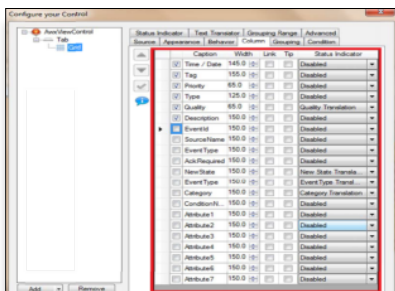 Configure your Control
AwxViewControl
Tab
Grid
Status Indicator Text Translator Grouping Range Advanced
Source Appearance Behavior Column Grouping Condition
Caption Width Link Tip Status Indicator
Time / Date 145.0 Disabled
Tag 155.0 Disabled
Priority 65.0 Disabled
Type 125.0 Disabled
Quality 65.0 Quality Translation
Description 150.0 Disabled
EventId 150.0 Disabled
SourceName 150.0 Disabled
EventType 150.0 Disabled
AckRequired 150.0 Disabled
NewState 150.0 New State Transla...
EventType 150.0 EventType Transl...
Category 150.0 Category Translation
ConditionN... 150.0 Disabled
Attribute1 150.0 Disabled
Attribute2 150.0 Disabled
Attribute3 150.0 Disabled
Attribute4 150.0 Disabled
Attribute5 150.0 Disabled
Attribute6 150.0 Disabled
Attribute7 150.0 Disabled
Add Remove